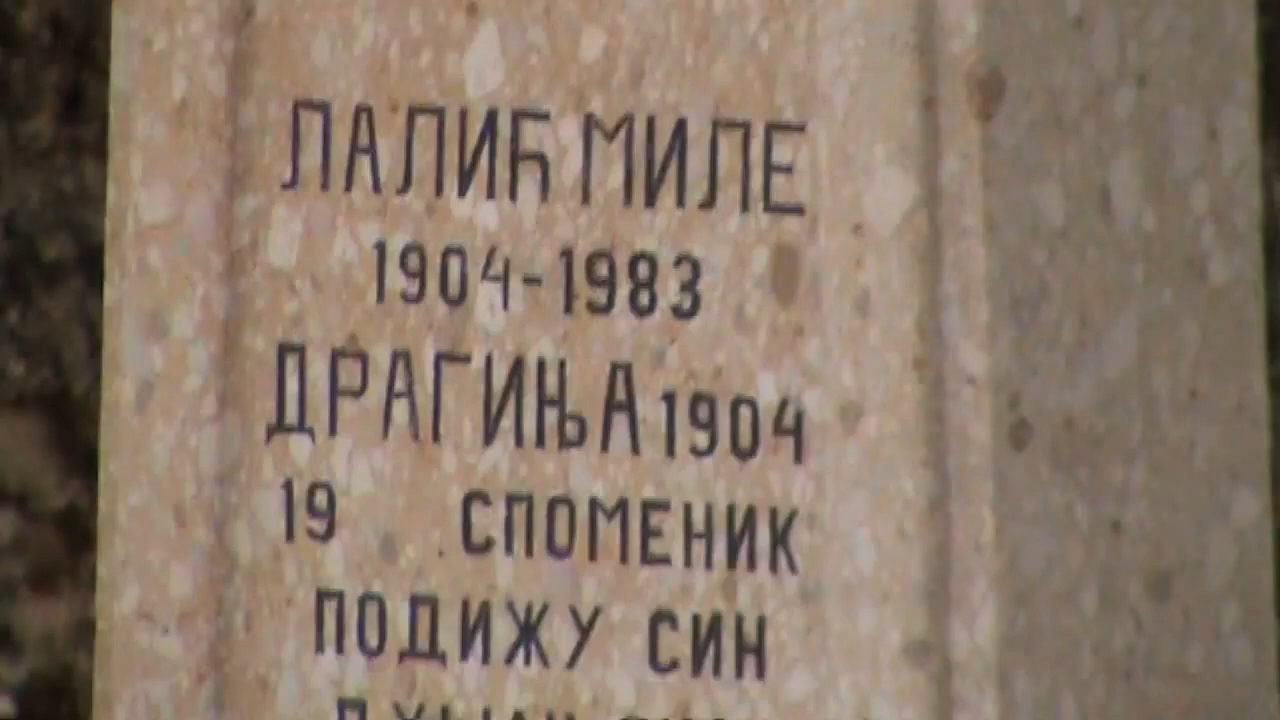 ЛАЛИЋ МИЛЕ
1904-1983
ДРАГИЊА 1904
19 СПОМЕНИК
ПОДИЖУ СИН